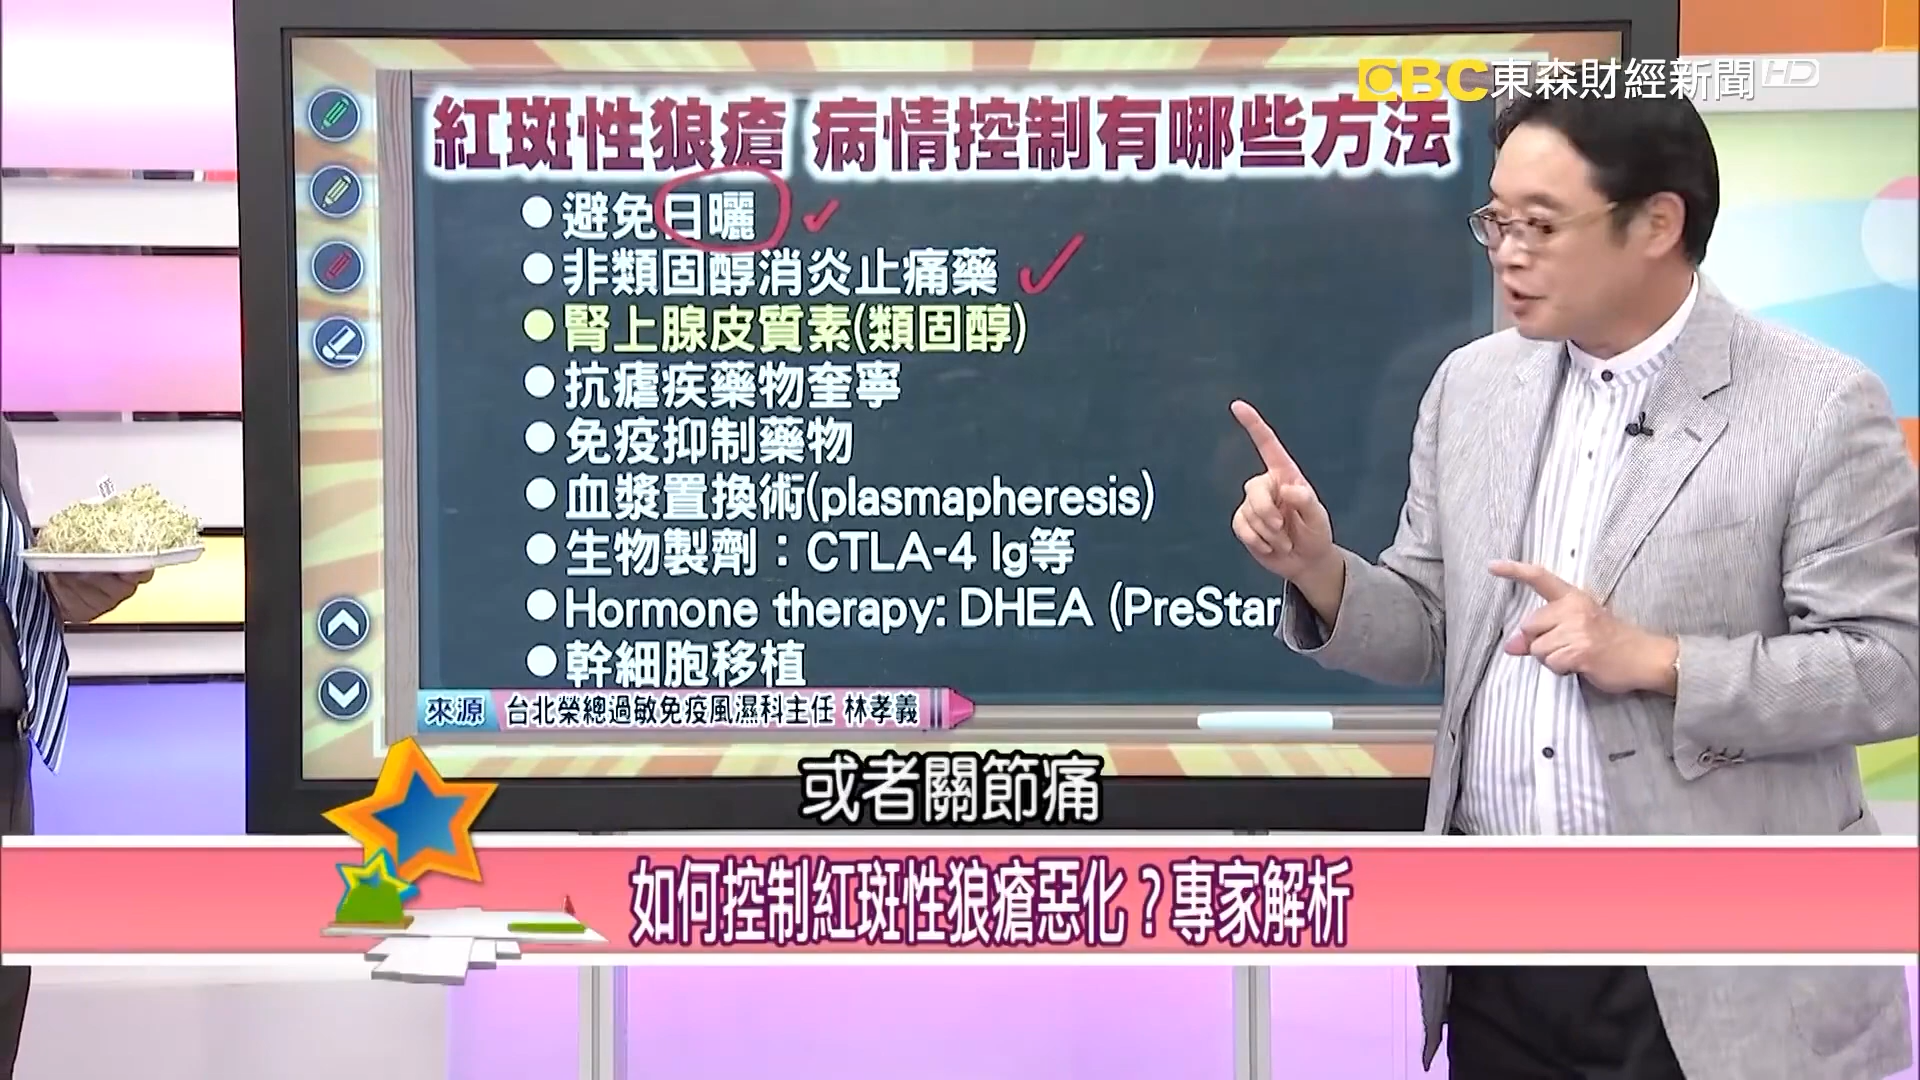 EBC東森財經新聞HD
紅斑性狼瘡 病情控制有哪些方法
●避免日曬
●非類固醇消炎止痛藥
●腎上腺皮質素(類固醇)
●抗瘧疾藥物奎寧
●免疫抑制藥物
●血漿置換術(plasmapheresis)
●生物製劑：CTLA-4 Ig等
●Hormone therapy: DHEA (PreStar
●幹細胞移植
來源 台北榮總過敏免疫風濕科主任 林孝義
或者關節痛
如何控制紅斑性狼瘡惡化？專家解析